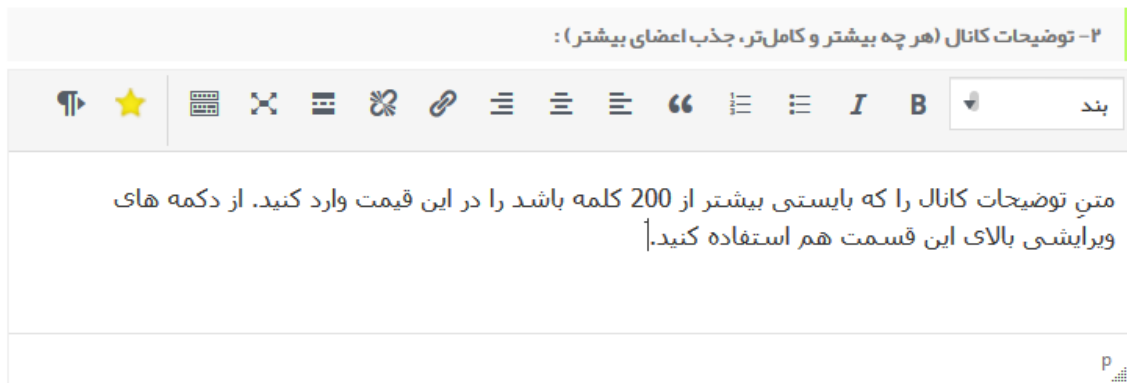 ۲- توضیحات کانال (هر چه بیشتر و کامل‌تر، جذب اعضای بیشتر) :
بند B I
متنِ توضیحات کانال را که بایستی بیشتر از 200 کلمه باشد را در این قیمت وارد کنید. از دکمه های
ویرایشی بالای این قسمت هم استفاده کنید.
p